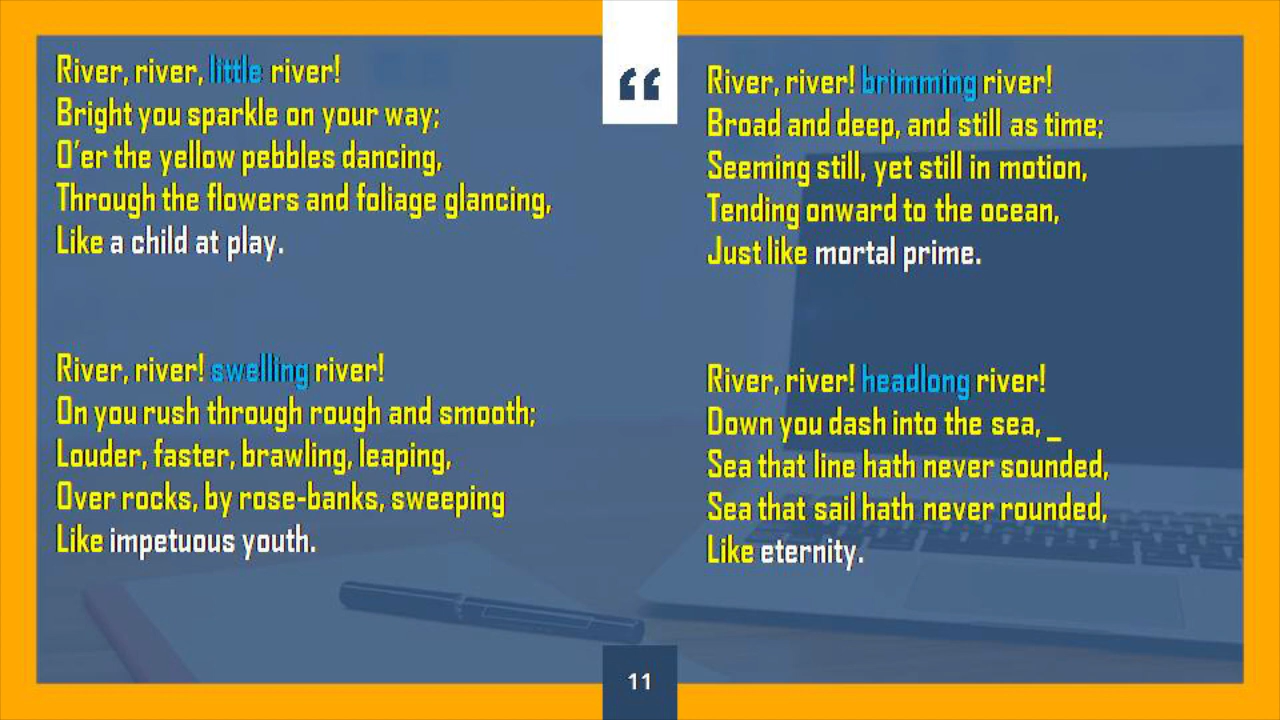 “
River, river, little river!
Bright you sparkle on your way;
O’er the yellow pebbles dancing,
Through the flowers and foliage glancing,
Like a child at play.
River, river! swelling river!
On you rush through rough and smooth;
Louder, faster, brawling, leaping,
Over rocks, by rose-banks, sweeping
Like impetuous youth.
River, river! brimming river!
Broad and deep, and still as time;
Seeming still, yet still in motion,
Tending onward to the ocean,
Just like mortal prime.
River, river! headlong river!
Down you dash into the sea, _
Sea that line hath never sounded,
Sea that sail hath never rounded,
Like eternity.
11